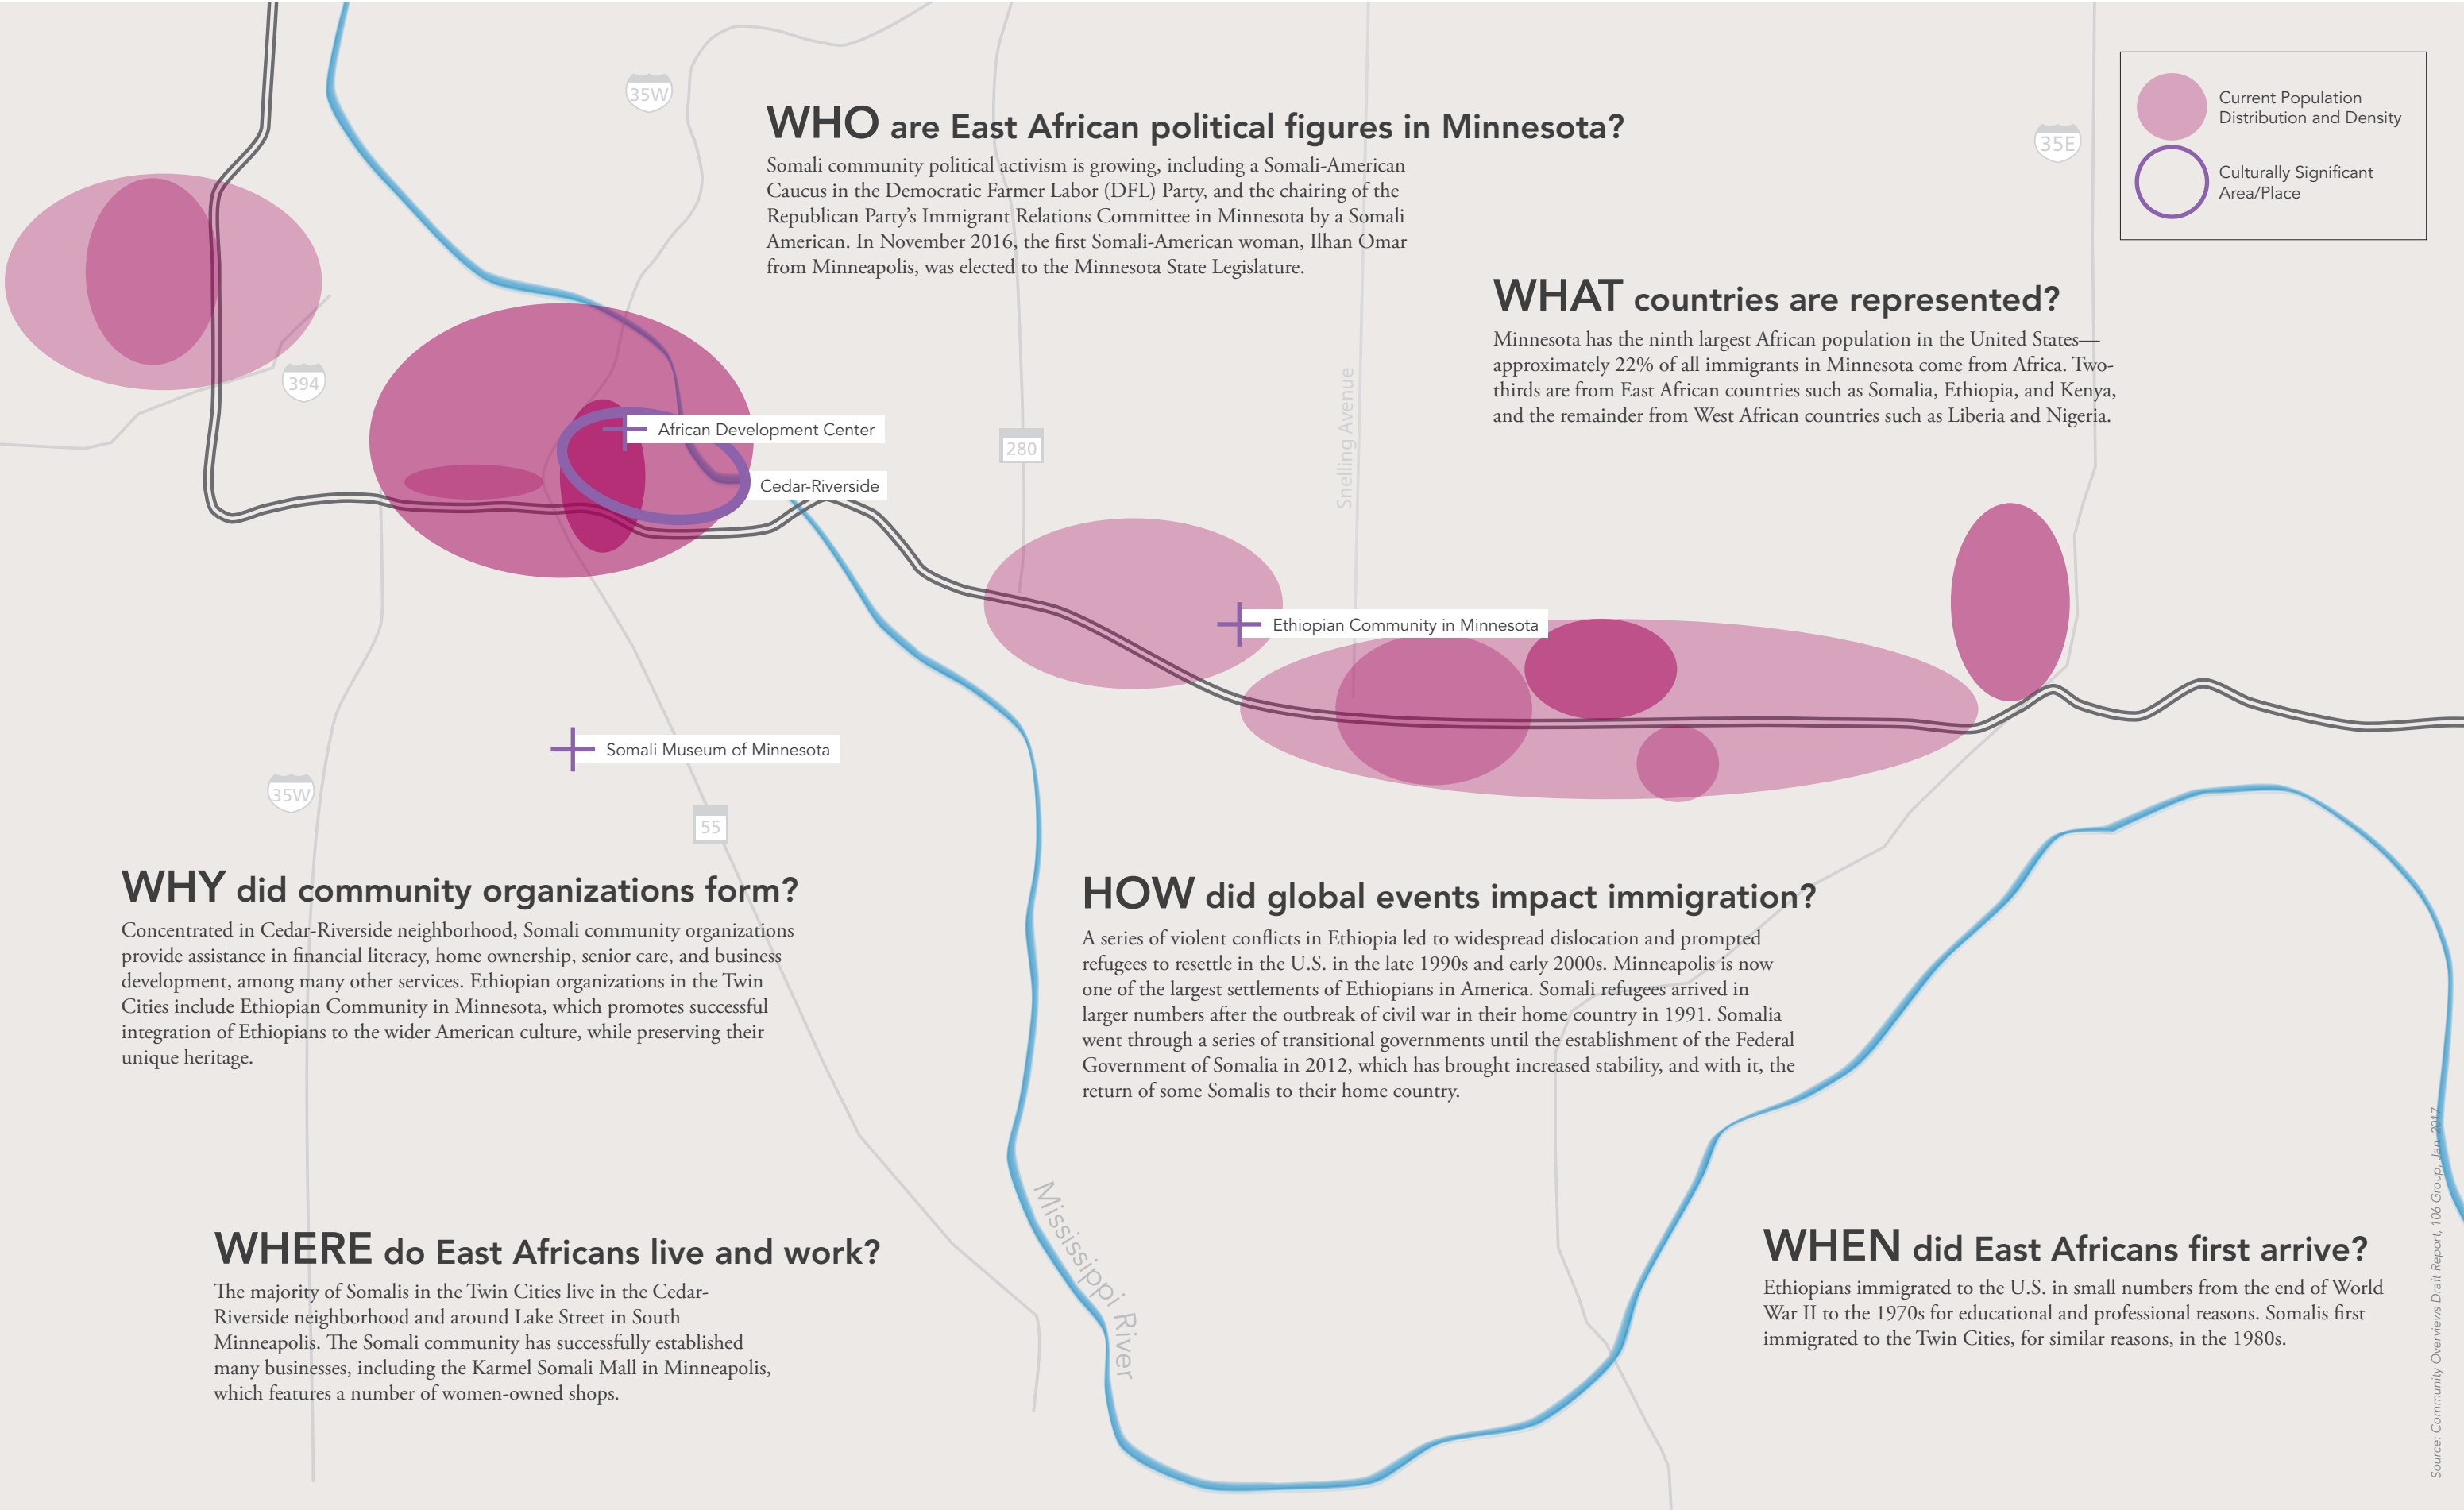 35W
WHO are East African political figures in Minnesota?
Somali community political activism is growing, including a Somali-American
Caucus in the Democratic Farmer Labor (DFL) Party, and the chairing of the
Republican Party's Immigrant Relations Committee in Minnesota by a Somali
American. In November 2016, the first Somali-American woman, Ilhan Omar
from Minneapolis, was elected to the Minnesota State Legislature.
35E
Current Population
Distribution and Density
Culturally Significant
Area/Place
WHAT countries are represented?
Minnesota has the ninth largest African population in the United States—
approximately 22% of all immigrants in Minnesota come from Africa. Two-
thirds are from East African countries such as Somalia, Ethiopia, and Kenya,
and the remainder from West African countries such as Liberia and Nigeria.
394
African Development Center
Cedar-Riverside
280
Snelling Avenue
Ethiopian Community in Minnesota
Somali Museum of Minnesota
35W
55
WHY did community organizations form?
Concentrated in Cedar-Riverside neighborhood, Somali community organizations
provide assistance in financial literacy, home ownership, senior care, and business
development, among many other services. Ethiopian organizations in the Twin
Cities include Ethiopian Community in Minnesota, which promotes successful
integration of Ethiopians to the wider American culture, while preserving their
unique heritage.
HOW did global events impact immigration?
A series of violent conflicts in Ethiopia led to widespread dislocation and prompted
refugees to resettle in the U.S. in the late 1990s and early 2000s. Minneapolis is now
one of the largest settlements of Ethiopians in America. Somali refugees arrived in
larger numbers after the outbreak of civil war in their home country in 1991. Somalia
went through a series of transitional governments until the establishment of the Federal
Government of Somalia in 2012, which has brought increased stability, and with it, the
return of some Somalis to their home country.
Mississippi River
WHERE do East Africans live and work?
The majority of Somalis in the Twin Cities live in the Cedar-
Riverside neighborhood and around Lake Street in South
Minneapolis. The Somali community has successfully established
many businesses, including the Karmel Somali Mall in Minneapolis,
which features a number of women-owned shops.
WHEN did East Africans first arrive?
Ethiopians immigrated to the U.S. in small numbers from the end of World
War II to the 1970s for educational and professional reasons. Somalis first
immigrated to the Twin Cities, for similar reasons, in the 1980s.
Source: Community Overviews Draft Report, 106 Group, Jan. 2017